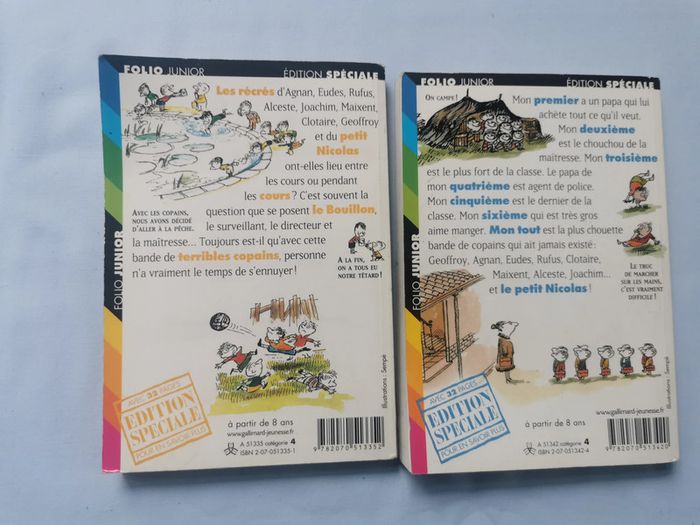 FOLIO JUNIOR ÉDITION SPÉCIALE
Les récrés d'Agnan, Eudes, Rufus,
Alceste, Joachim, Maixent,
Clotaire, Geoffroy
et du petit
Nicolas
ont-elles lieu entre
les cours ou pendant
les cours? C'est souvent la
question que se posent le Bouillon,
le surveillant, le directeur et
la maîtresse... Toujours est-il qu'avec cette
bande de terribles copains, personne
n'a vraiment le temps de s'ennuyer!
AVEC LES COPAINS,
NOUS AVONS DÉCIDÉ
D'ALLER À LA PÊCHE.
A LA FIN,
ON A TOUS EU
NOTRE TÊTARD!
FOLIO JUNIOR
Illustrations : Sempé
AVEC 32 PAGES
EDITION
SPÉCIALE
POUR EN SAVOIR PLUS
à partir de 8 ans
www.gallimard-jeunesse.fr
A 51335 catégorie 4
ISBN 2-07-051335-1
9 782070 513352
FOLIO JUNIOR ÉDITION SPÉCIALE
ON CAMPE!
Mon premier a un papa qui lui
achète tout ce qu'il veut.
Mon deuxième
est le chouchou de la
maîtresse. Mon troisième
est le plus fort de la classe. Le papa de
mon quatrième est agent de police.
Mon cinquième est le dernier de la
classe. Mon sixième qui est très gros
aime manger. Mon tout est la plus chouette
bande de copains qui ait jamais existé:
Geoffroy, Agnan, Eudes, Rufus, Clotaire,
Maixent, Alceste, Joachim...
et le petit Nicolas!
LE TRUC
DE MARCHER
SUR LES MAINS,
C'EST VRAIMENT
DIFFICILE!
FOLIO JUNIOR
Illustrations : Sempé
AVEC 32 PAGES
EDITION
SPÉCIALE
POUR EN SAVOIR PLUS
à partir de 8 ans
www.gallimard-jeunesse.fr
A 51342 catégorie 4
ISBN 2-07-051342-4
9 782070 513420